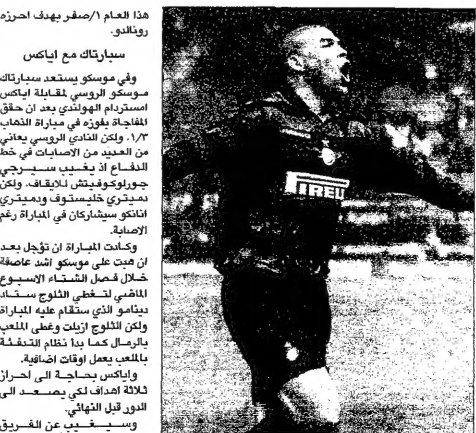 هذا العام ١/صفر بهدف احرزه
رونالدو.
سبارتاك مع اياكس
وفي موسكو يستعد سبارتاك
موسكو الروسي لمقابلة اياكس
امستردام الهولندي بعد ان حقق
المفاجاة بفوزه في مباراة الذهاب
١/٣. ولكن النادي الروسي يعاني
من العديد من الاصابات في خط
الدفاع اذ يغيب سيرجي
جورلوكوفيتش للايقاف. ولكن
دميتري خليستوف ودميتري
انانكو سيشاركان في المباراة رغم
الاصابة.
وكادت المباراة ان تؤجل بعد
ان هبت على موسكو اشد عاصفة
خلال فصل الشتاء الاسبوع
الماضي لتغطي الثلوج ستاد
دينامو الذي ستقام عليه المباراة
ولكن الثلوج ازيلت وغطى الملعب
بالرمال كما بدا نظام التدفئة
بالملعب يعمل اوقات اضافية.
واياكس بحاجة الى احراز
ثلاثة اهداف لكي يصعد الى
الدور قبل النهائي.
وسيغيب عن الفريق
IREL